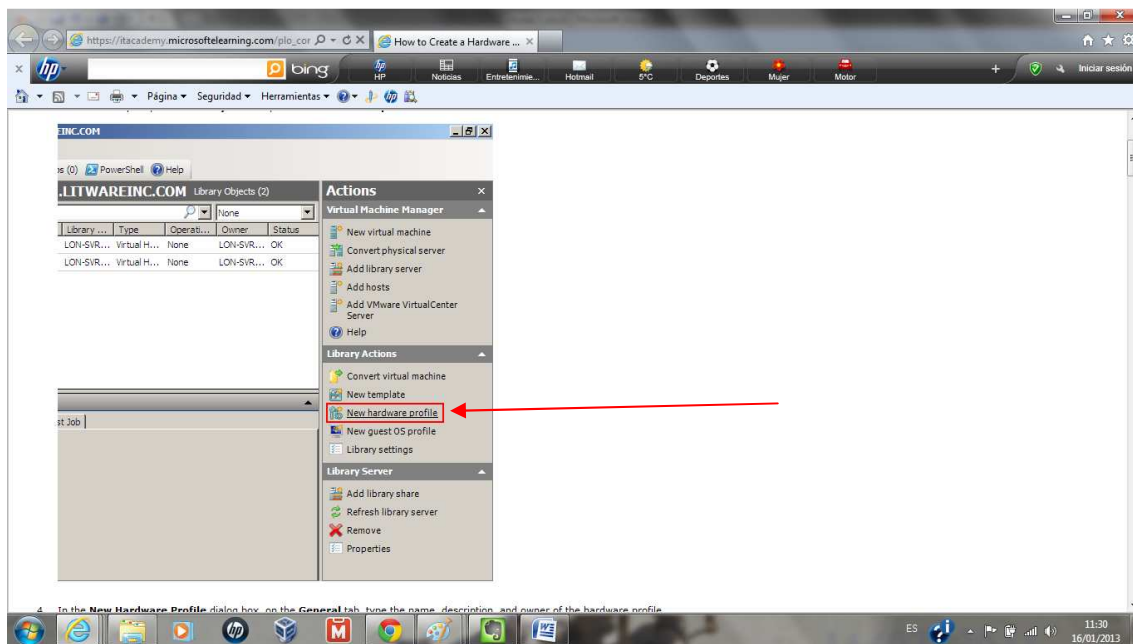 https://itacademy.microsoftelearning.com/plo_cor
How to Create a Hardware ...
hp
bing
HP
Noticias
Entretenimie...
Hotmail
5°C
Deportes
Mujer
Motor
Iniciar sesión
Página
Seguridad
Herramientas
EINC.COM
os (0) PowerShell Help
.LITWAREINC.COM Library Objects (2)
None
Library ... Type Operati... Owner Status
LON-SVR... Virtual H... None LON-SVR... OK
LON-SVR... Virtual H... None LON-SVR... OK
st Job
Actions
Virtual Machine Manager
New virtual machine
Convert physical server
Add library server
Add hosts
Add VMware VirtualCenter
Server
Help
Library Actions
Convert virtual machine
New template
New hardware profile
New guest OS profile
Library settings
Library Server
Add library share
Refresh library server
Remove
Properties
4. In the New Hardware Profile dialog box, on the General tab, type the name, description, and owner of the hardware profile.
ES
11:30
16/01/2013